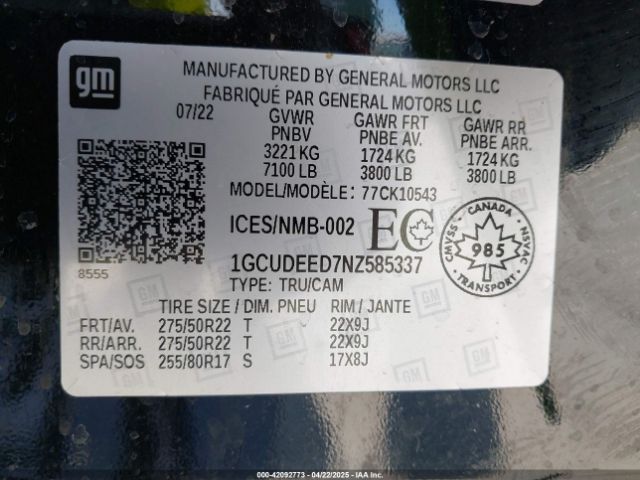 gm
MANUFACTURED BY GENERAL MOTORS LLC
FABRIQUÉ PAR GENERAL MOTORS LLC
07/22 GVWR GAWR FRT GAWR RR
PNBV PNBE AV. PNBE ARR.
3221 KG 1724 KG 1724 KG
7100 LB 3800 LB 3800 LB
MODEL/MODÈLE: 77CK10543
ICES/NMB-002 EC
CANADA CMVSS NSVAC 985
1GCUDEED7NZ585337
8555
TYPE: TRU/CAM
TIRE SIZE / DIM. PNEU RIM / JANTE
FRT/AV. 275/50R22 T 22X9J
RR/ARR. 275/50R22 T 22X9J
SPA/SOS 255/80R17 S 17X8J
000-42092773 - 04/22/2025 - IAA Inc.